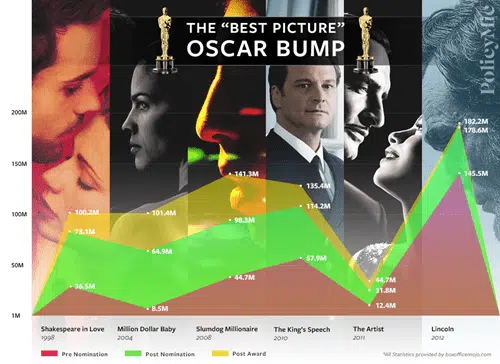 THE "BEST PICTURE"
OSCAR BUMP
PolicyMic
200M
150M
100M
50M
1M
100.2M
73.1M
36.5M
101.4M
64.9M
8.5M
141.3M
98.3M
44.7M
135.4M
114.2M
57.9M
44.7M
31.8M
12.4M
182.2M
178.6M
145.5M
Shakespeare in Love
1998
Million Dollar Baby
2004
Slumdog Millionaire
2008
The King's Speech
2010
The Artist
2011
Lincoln
2012
Pre Nomination
Post Nomination
Post Award
*All Statistics provided by boxofficemojo.com